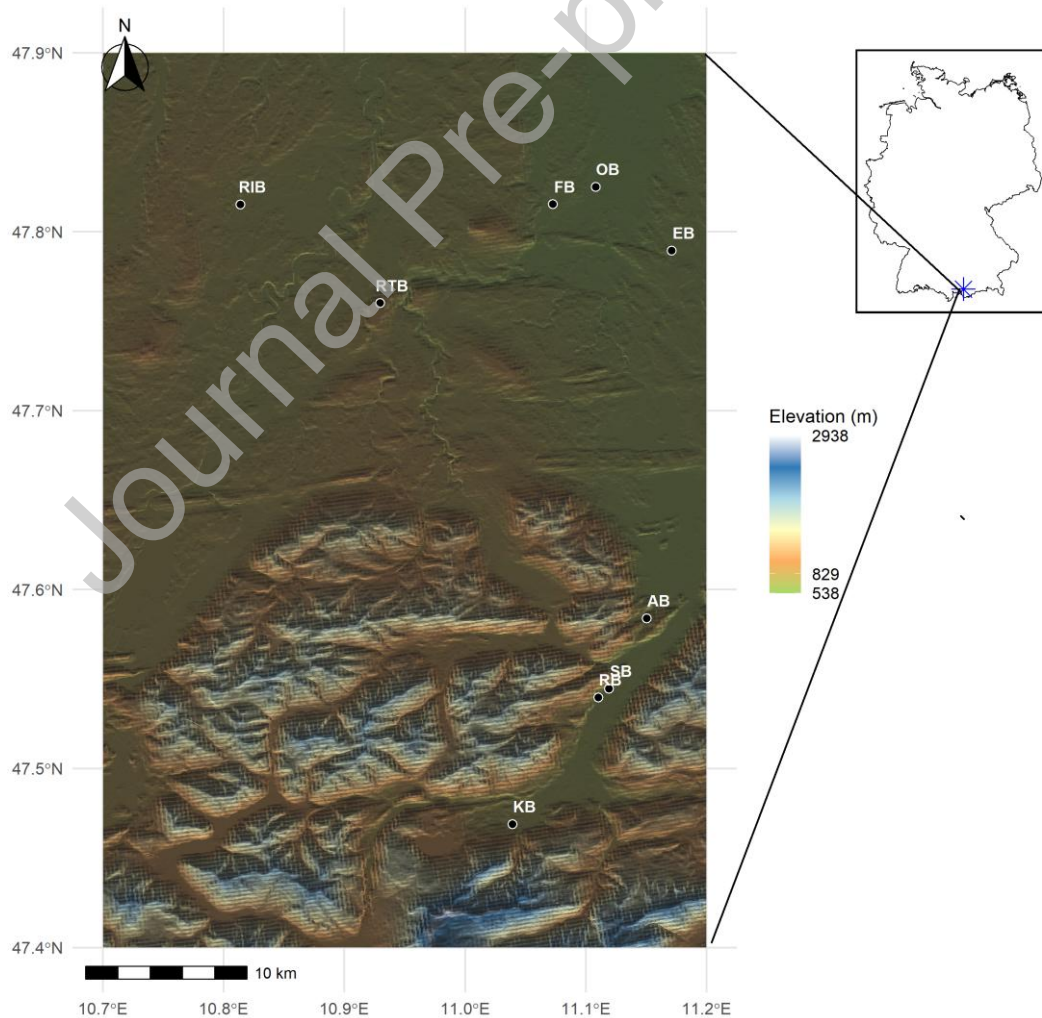 N
47.9°N
Journal Pre-pr
OB
RIB
FB
47.8°N
EB
RTB
47.7°N
Elevation (m)
2938
829
538
47.6°N
AB
SB
RB
47.5°N
KB
47.4°N
10 km
10.7°E
10.8°E
10.9°E
11.0°E
11.1°E
11.2°E